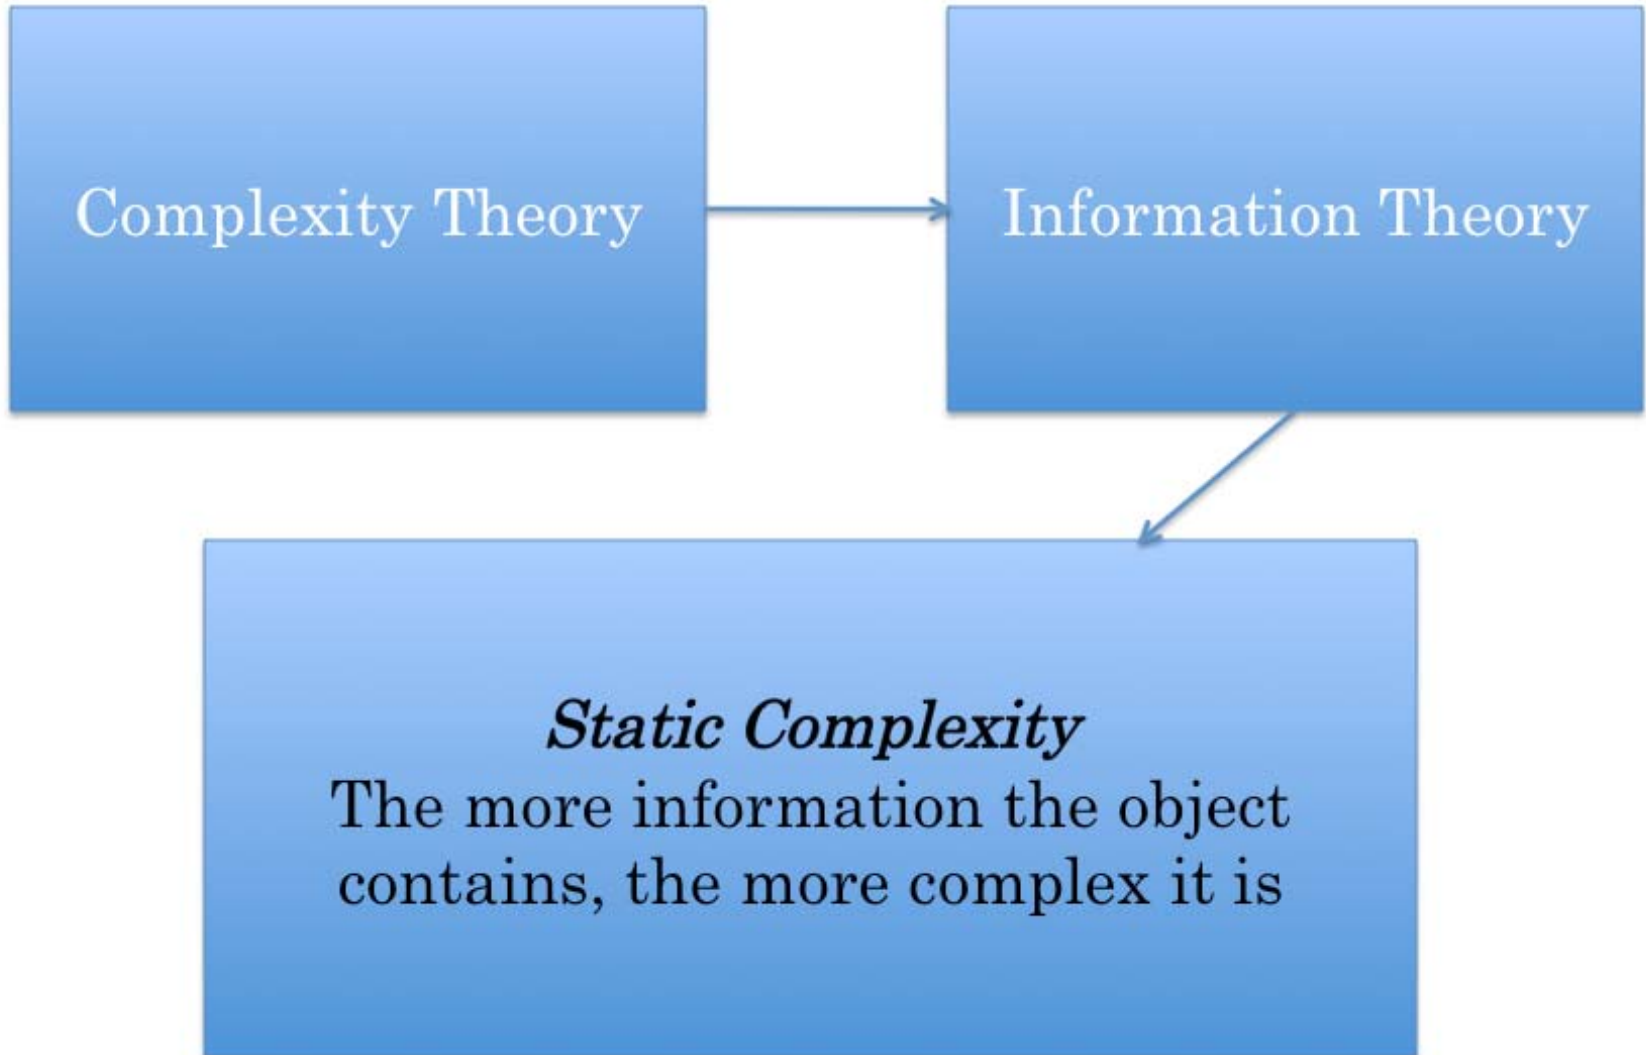 Complexity Theory
Information Theory
Static Complexity
The more information the object
contains, the more complex it is